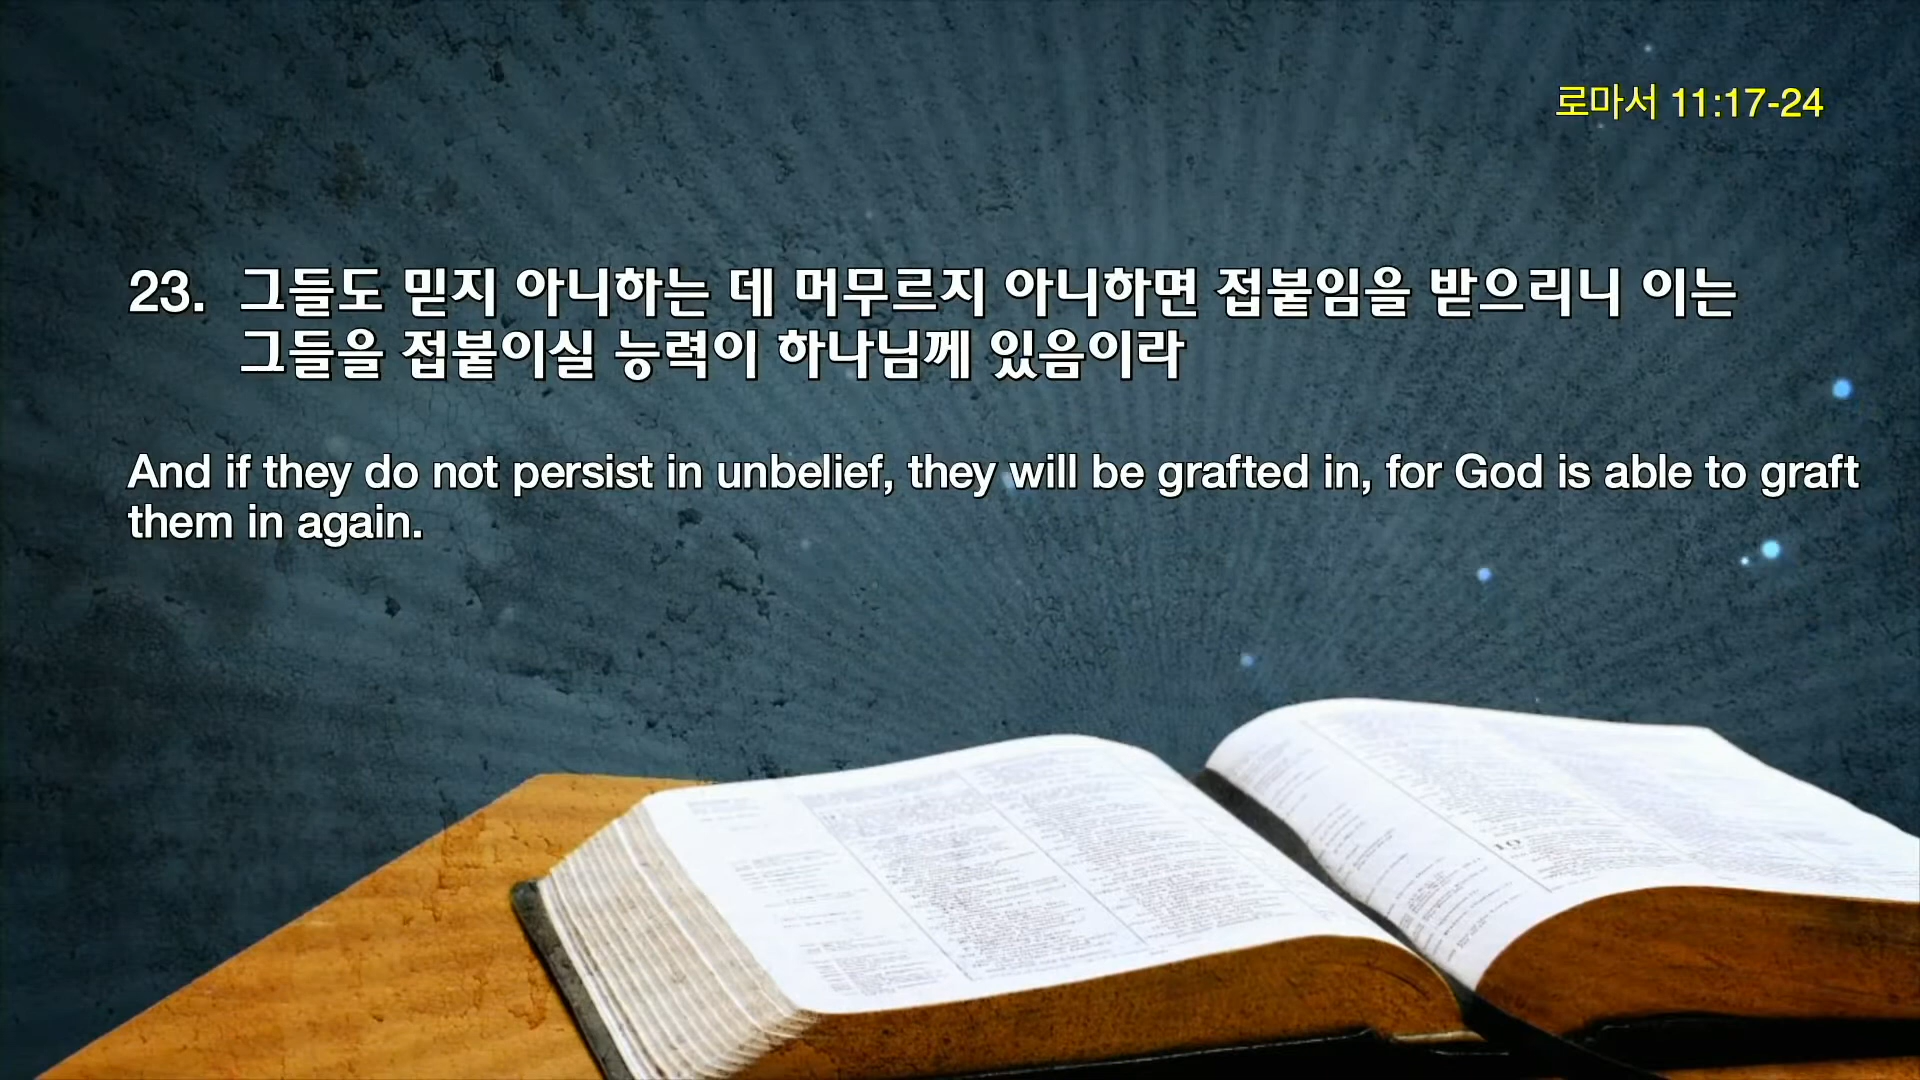 로마서 11:17-24
23. 그들도 믿지 아니하는 데 머무르지 아니하면 접붙임을 받으리니 이는
그들을 접붙이실 능력이 하나님께 있음이라
And if they do not persist in unbelief, they will be grafted in, for God is able to graft
them in again.
10